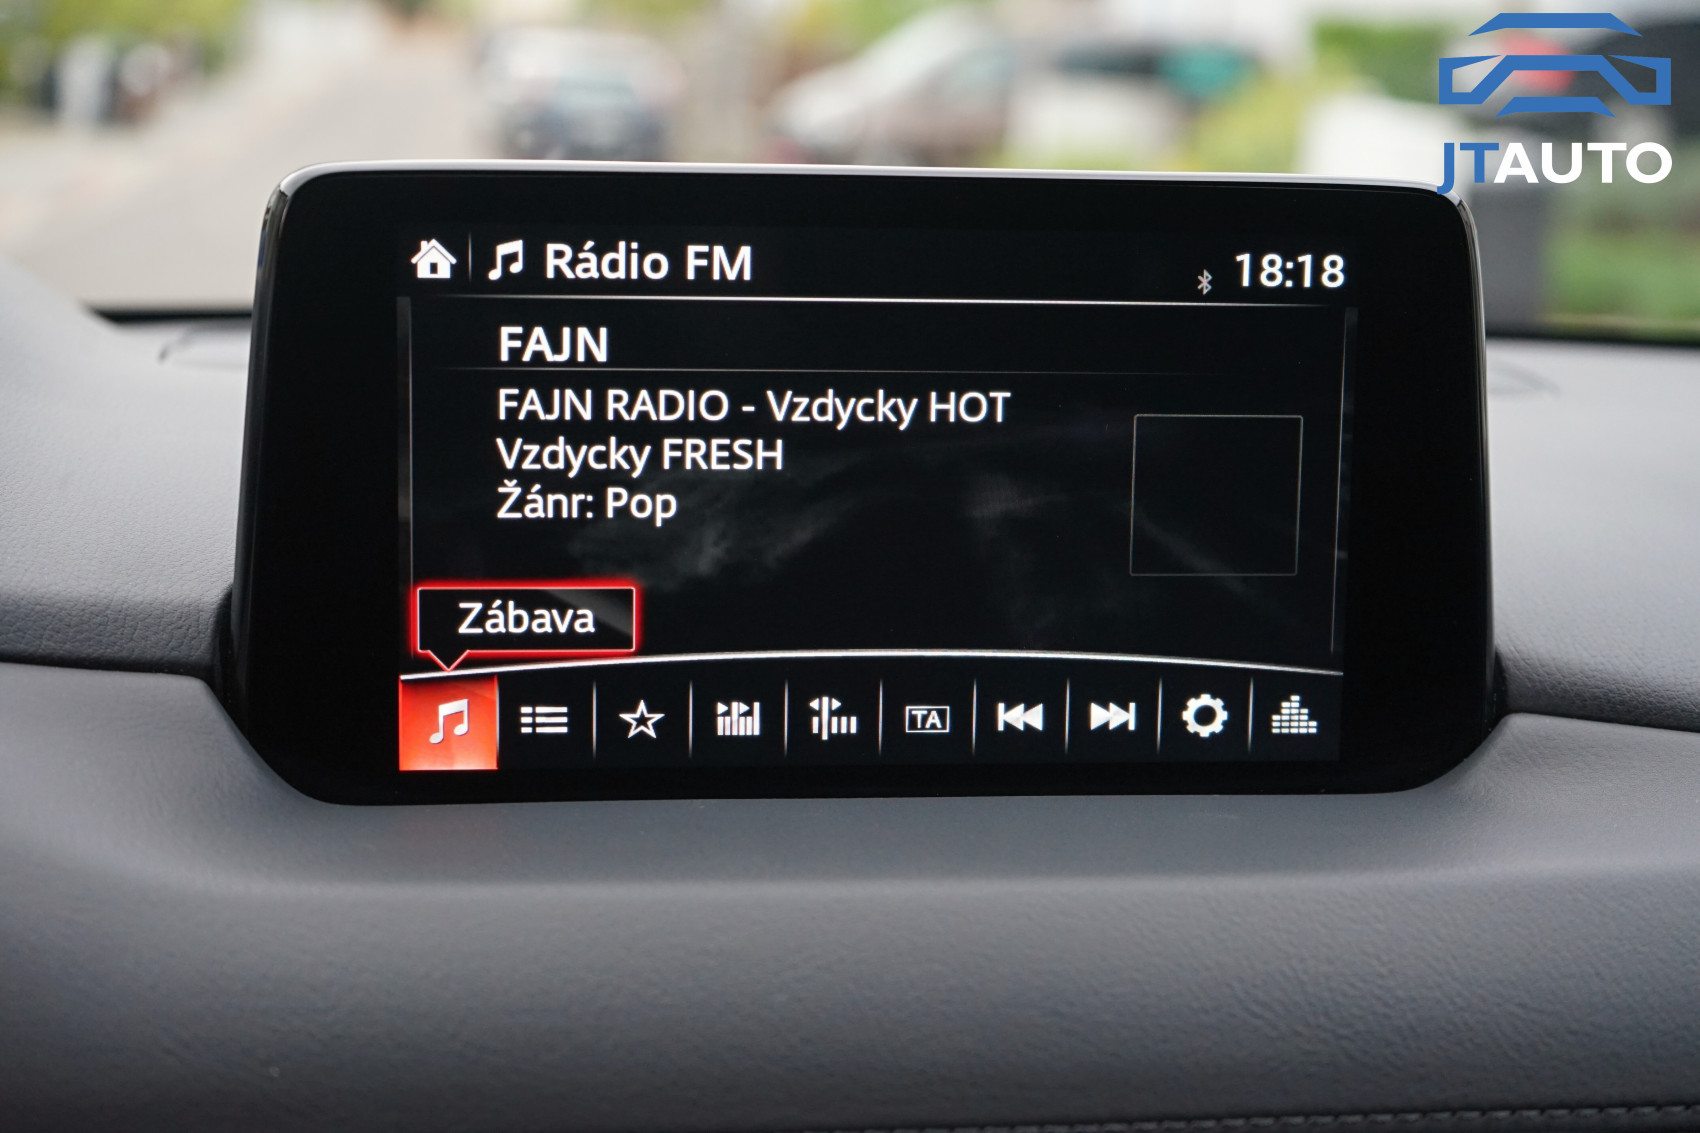 JTAUTO
Rádio FM
18:18
FAJN
FAJN RADIO - Vzdycky HOT
Vzdycky FRESH
Žánr: Pop
Zábava
TA